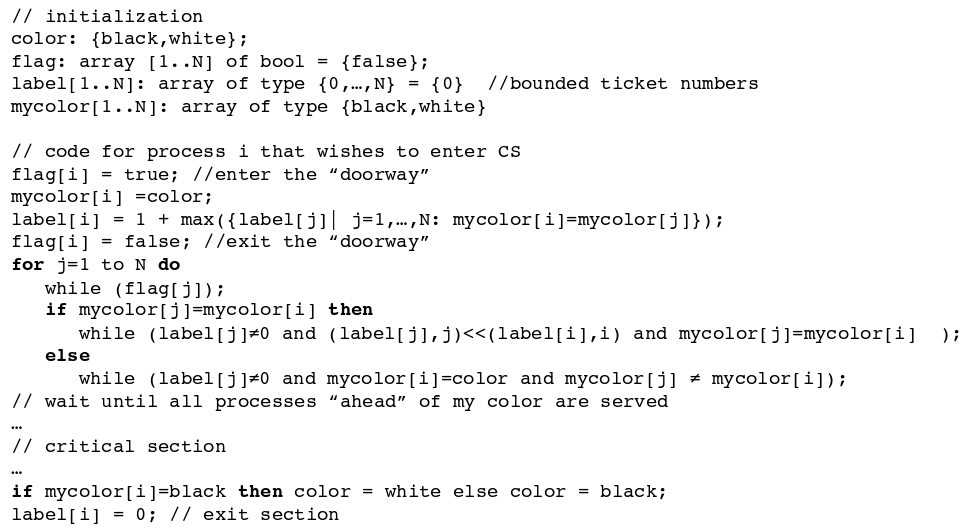 // initialization
color: {black,white};
flag: array [1..N] of bool = {false};
label[1..N]: array of type {0,…,N} = {0}  //bounded ticket numbers
mycolor[1..N]: array of type {black,white}

// code for process i that wishes to enter CS
flag[i] = true; //enter the “doorway”
mycolor[i] =color;
label[i] = 1 + max({label[j]| j=1,…,N: mycolor[i]=mycolor[j]});
flag[i] = false; //exit the “doorway”
for j=1 to N do
   while (flag[j]);
   if mycolor[j]=mycolor[i] then
      while (label[j]≠0 and (label[j],j)<<(label[i],i) and mycolor[j]=mycolor[i]  );
   else
      while (label[j]≠0 and mycolor[i]=color and mycolor[j] ≠ mycolor[i]);
// wait until all processes “ahead” of my color are served
…
// critical section
…
if mycolor[i]=black then color = white else color = black;
label[i] = 0; // exit section